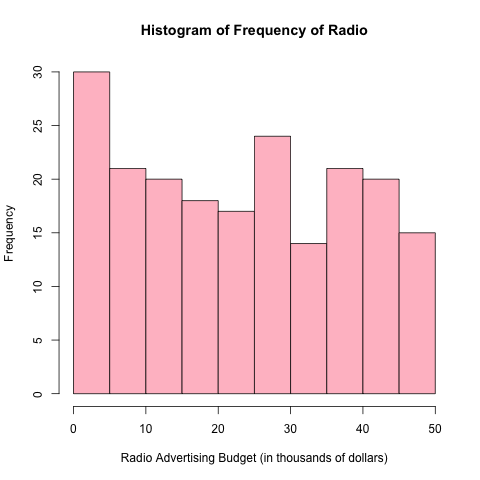 Histogram of Frequency of Radio
Frequency
30
25
20
15
10
5
0
0 10 20 30 40 50
Radio Advertising Budget (in thousands of dollars)